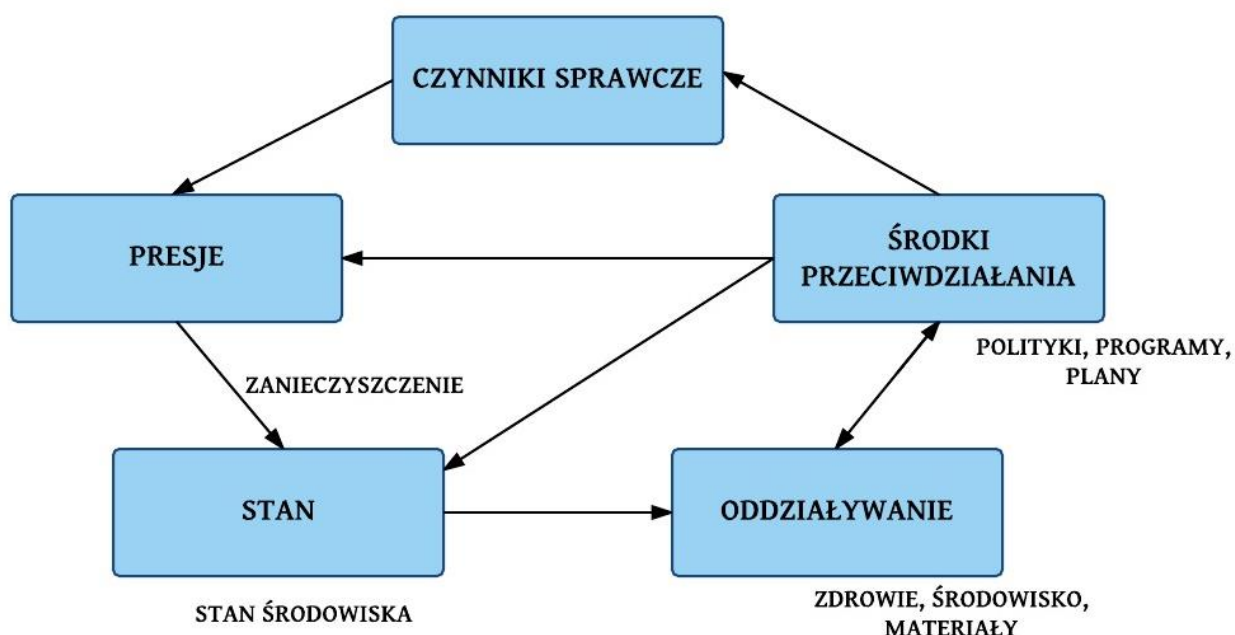 CZYNNIKI SPRAWCZE
PRESJE
ŚRODKI
PRZECIWDZIAŁANIA
POLITYKI, PROGRAMY,
PLANY
ZANIECZYSZCZENIE
STAN
ODDZIAŁYWANIE
STAN ŚRODOWISKA
ZDROWIE, ŚRODOWISKO,
MATERIAŁY